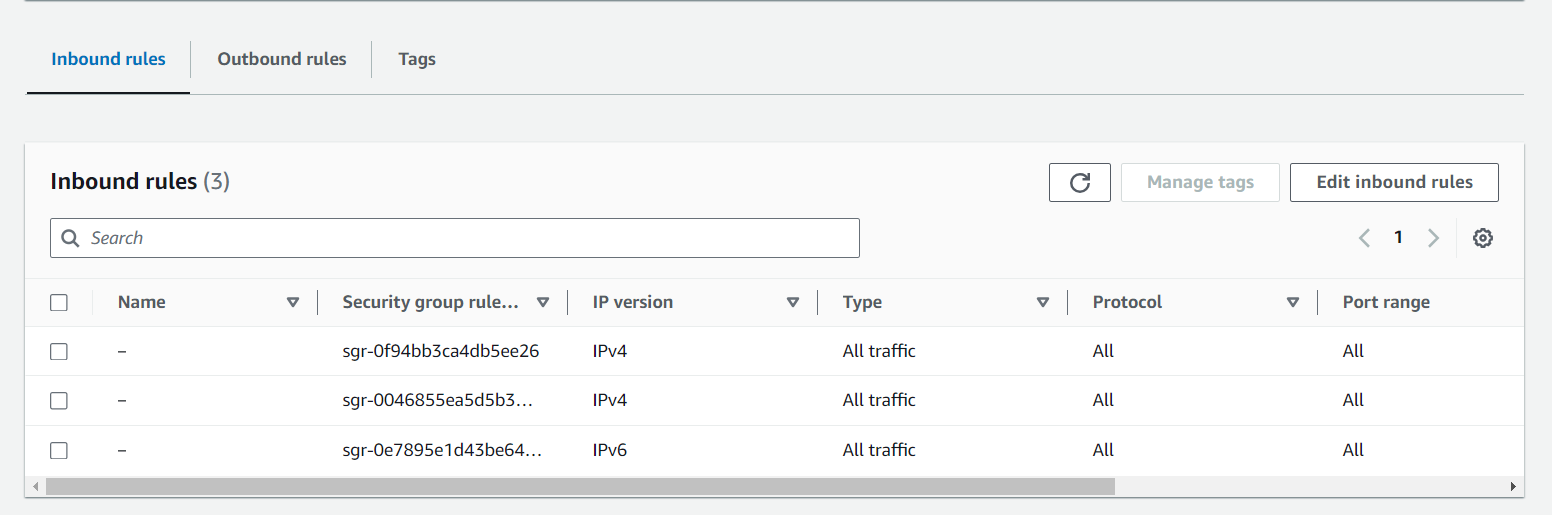 Inbound rules Outbound rules Tags
Inbound rules (3) Manage tags Edit inbound rules
Search 1
Name Security group rule... IP version Type Protocol Port range
– sgr-0f94bb3ca4db5ee26 IPv4 All traffic All All
– sgr-0046855ea5d5b3... IPv4 All traffic All All
– sgr-0e7895e1d43be64... IPv6 All traffic All All